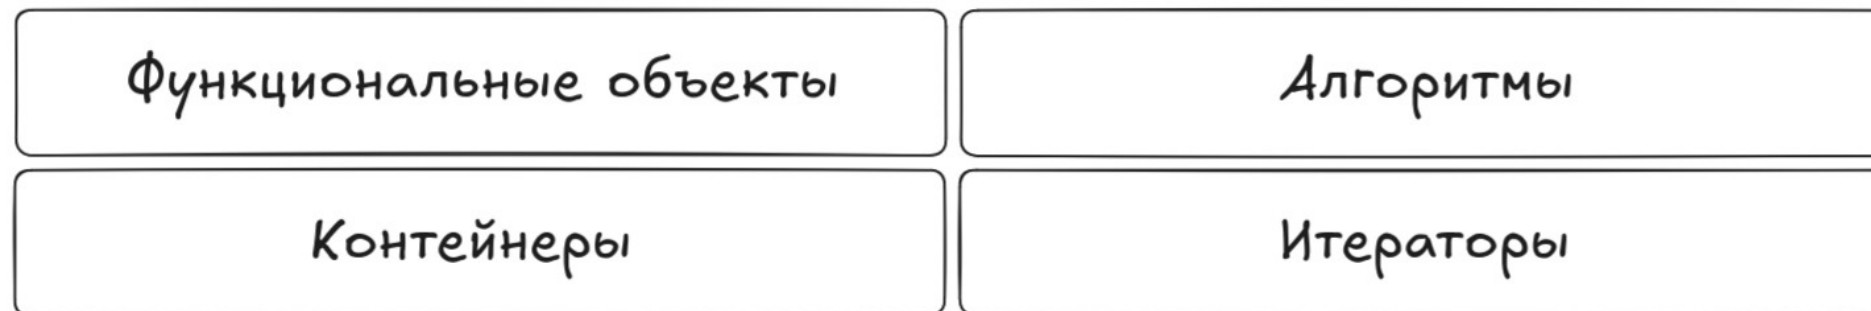 Функциональные объекты
Алгоритмы
Контейнеры
Итераторы